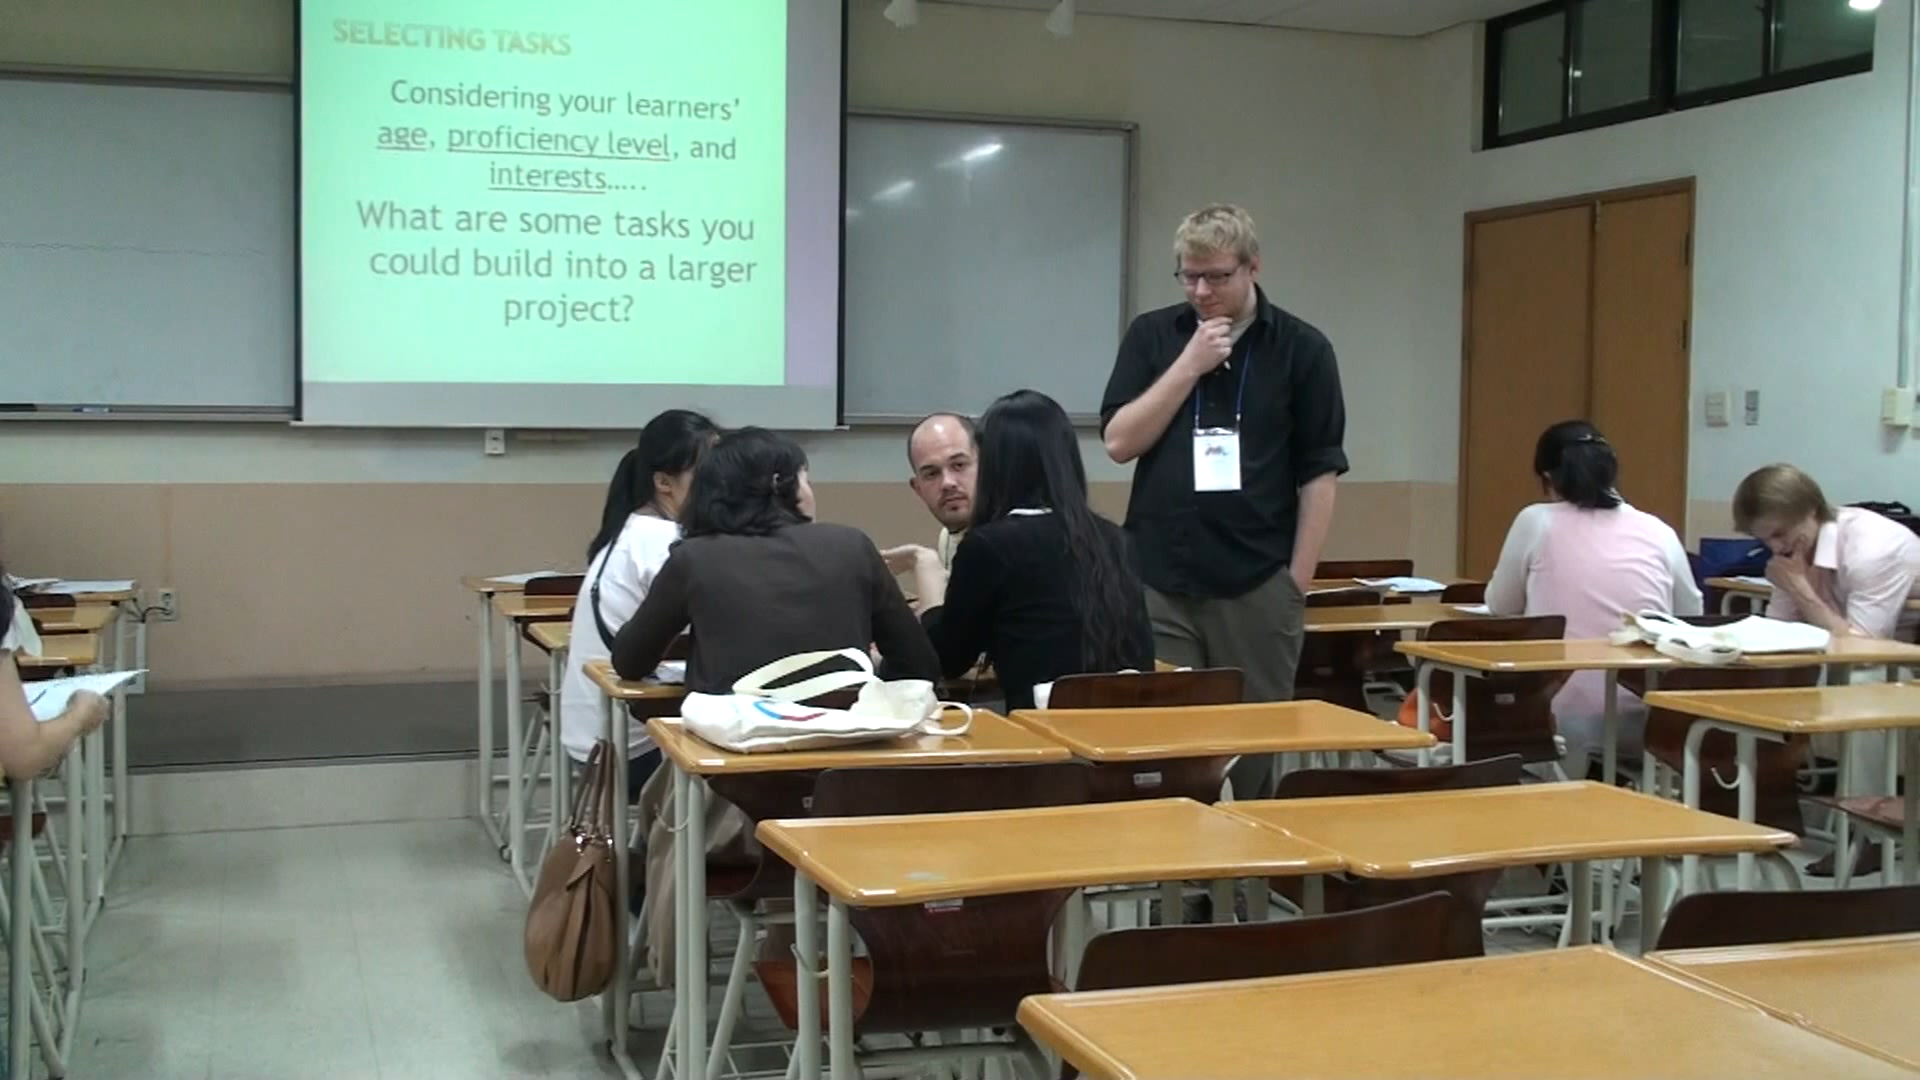 SELECTING TASKS
Considering your learners'
age, proficiency level, and
interests.....
What are some tasks you
could build into a larger
project?